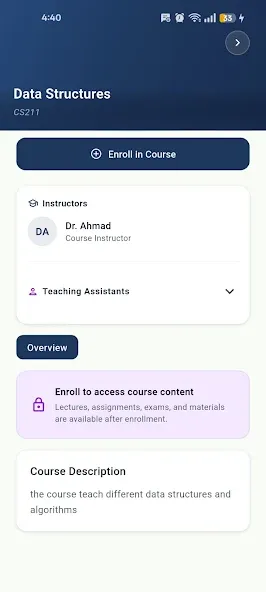 4:40
33
Data Structures
CS211
Enroll in Course
Instructors
DA
Dr. Ahmad
Course Instructor
Teaching Assistants
Overview
Enroll to access course content
Lectures, assignments, exams, and materials
are available after enrollment.
Course Description
the course teach different data structures and
algorithms